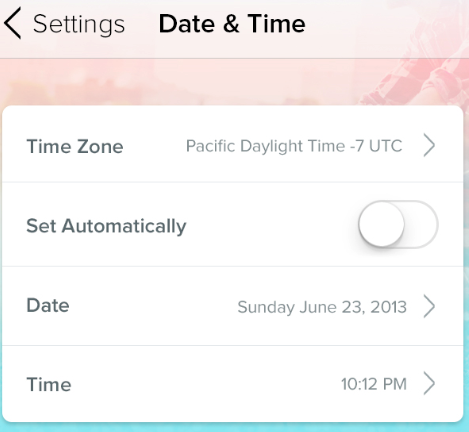 Settings Date & Time
Time Zone Pacific Daylight Time -7 UTC
Set Automatically
Date Sunday June 23, 2013
Time 10:12 PM